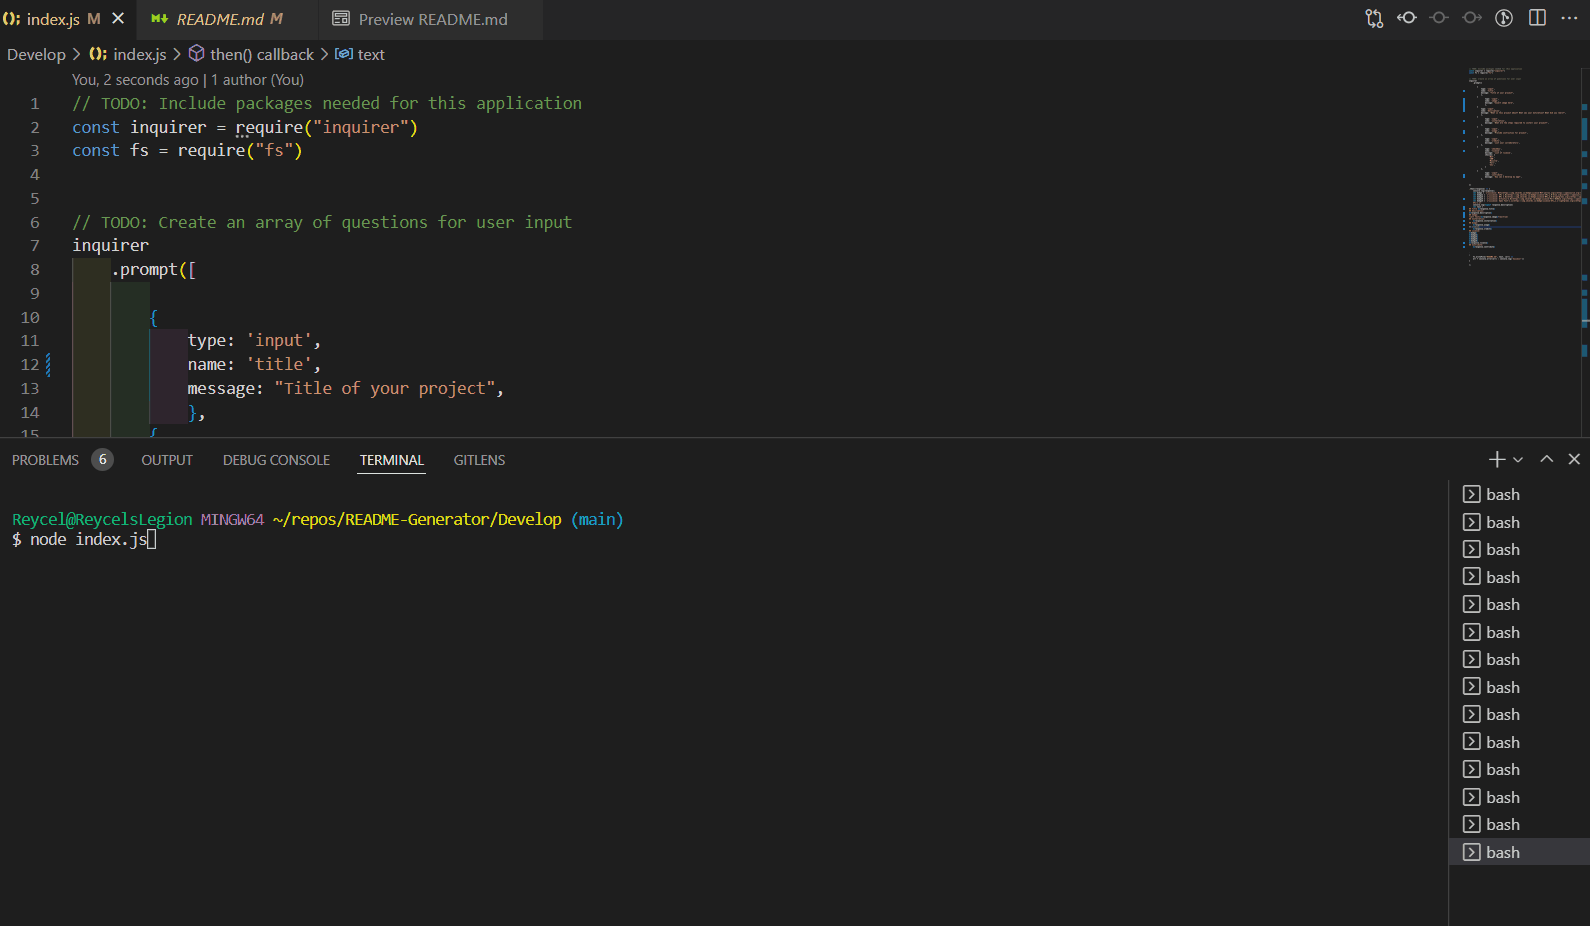 index.js M
README.md M
Preview README.md
Develop > index.js > then() callback > text
You, 2 seconds ago | 1 author (You)
1 // TODO: Include packages needed for this application
2 const inquirer = require("inquirer")
3 const fs = require("fs")
4
5
6 // TODO: Create an array of questions for user input
7 inquirer
8 .prompt([
9
10 {
11 type: 'input',
12 name: 'title',
13 message: "Title of your project",
14 },
15 {
PROBLEMS 6 OUTPUT DEBUG CONSOLE TERMINAL GITLENS
Reycel@ReycelsLegion MINGW64 ~/repos/README-Generator/Develop (main)
$ node index.js
bash
bash
bash
bash
bash
bash
bash
bash
bash
bash
bash
bash
bash
bash